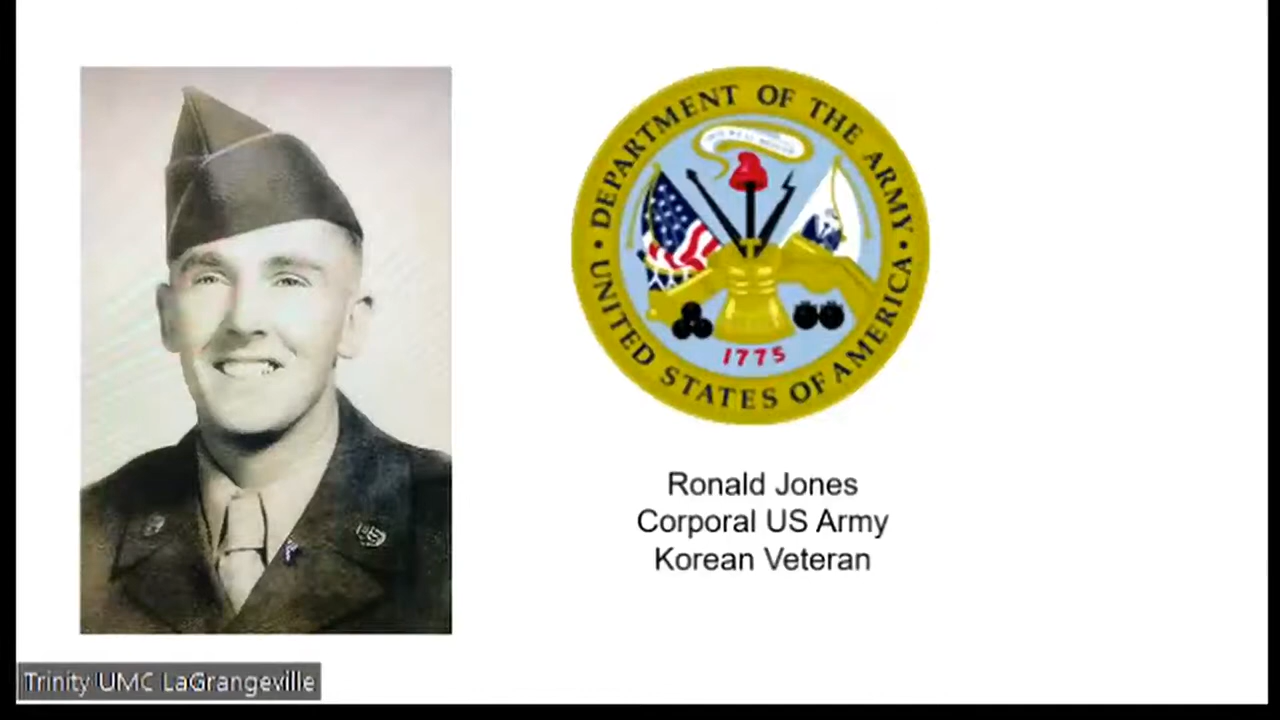 DEPARTMENT OF THE ARMY
UNITED STATES OF AMERICA
1775
Ronald Jones
Corporal US Army
Korean Veteran
Trinity UMC LaGrangeville